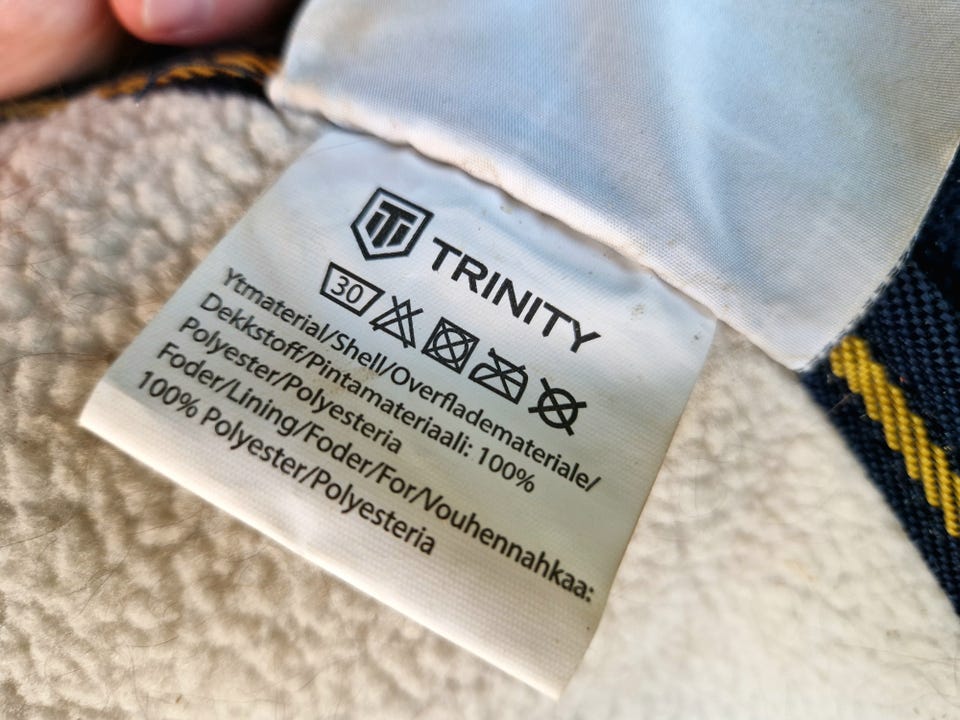 TRINITY
30
Ytmaterial/Shell/Overflademateriale/
Dekkstoff/Pintamateriaali: 100%
Polyester/Polyesteria
Foder/Lining/Foder/For/Vouhennahkaa:
100% Polyester/Polyesteria